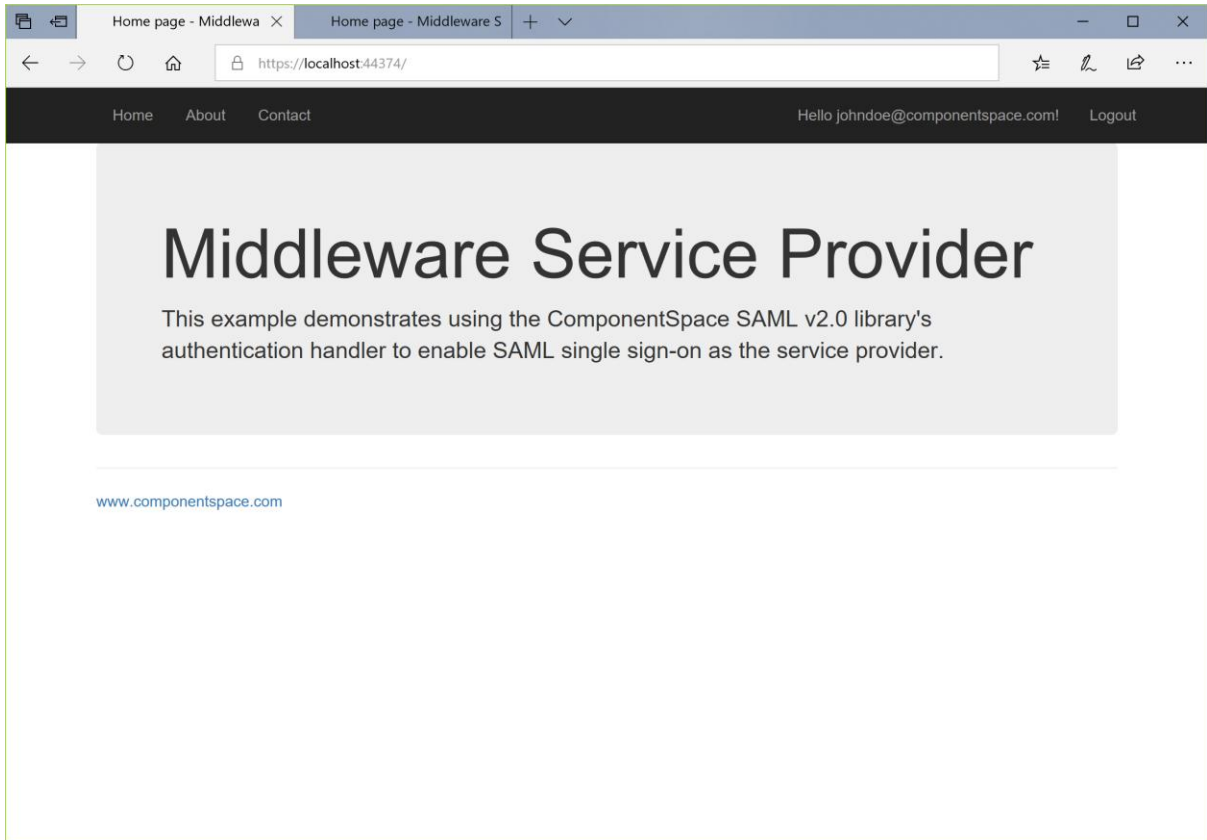 Home page - Middlewa
Home page - Middleware S
https://localhost:44374/
Home About Contact Hello johndoe@componentspace.com! Logout
Middleware Service Provider
This example demonstrates using the ComponentSpace SAML v2.0 library's
authentication handler to enable SAML single sign-on as the service provider.
www.componentspace.com